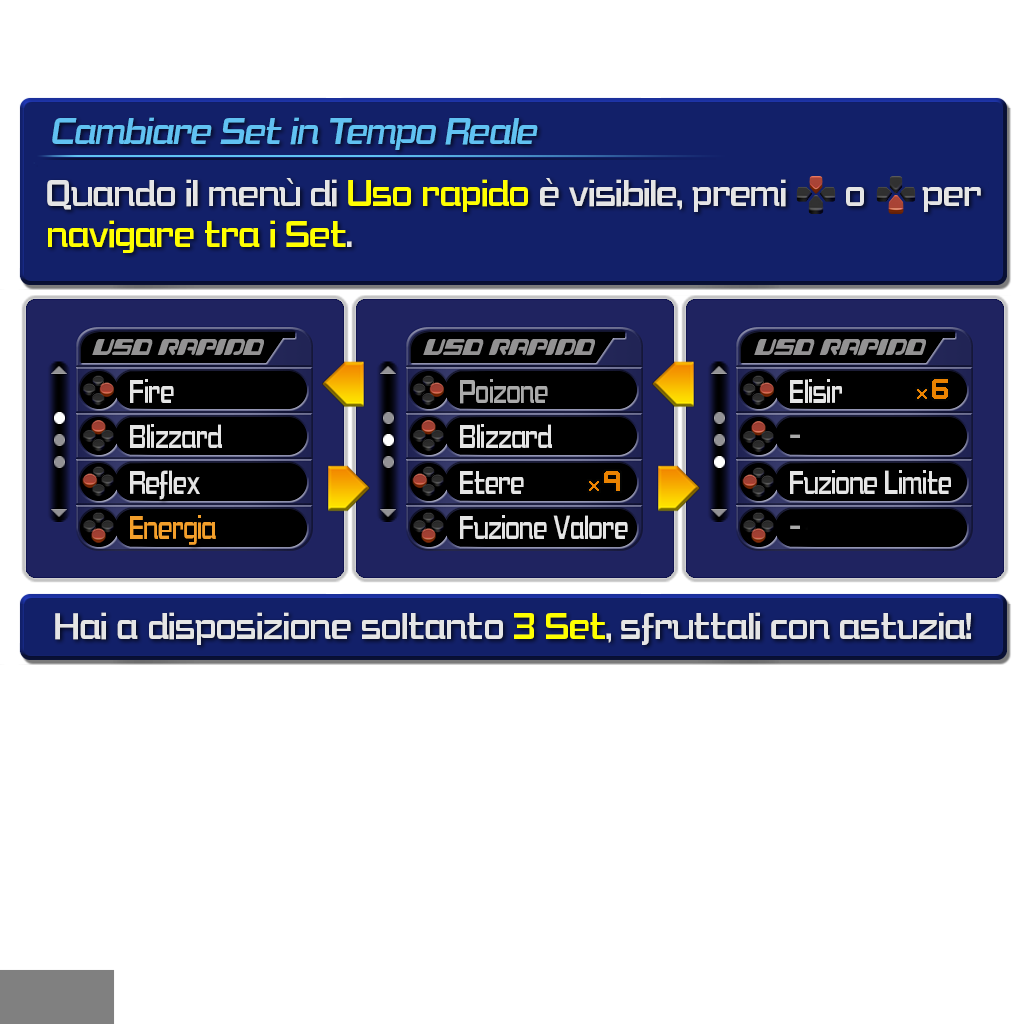 Cambiare Set in Tempo Reale
Quando il menù di Uso rapido è visibile, premi o per
navigare tra i Set.
USO RAPIDO
Fire
Blizzard
Reflex
Energia
USO RAPIDO
Poizone
Blizzard
Etere x9
Fuzione Valore
USO RAPIDO
Elisir x6
-
Fuzione Limite
-
Hai a disposizione soltanto 3 Set, sfruttali con astuzia!